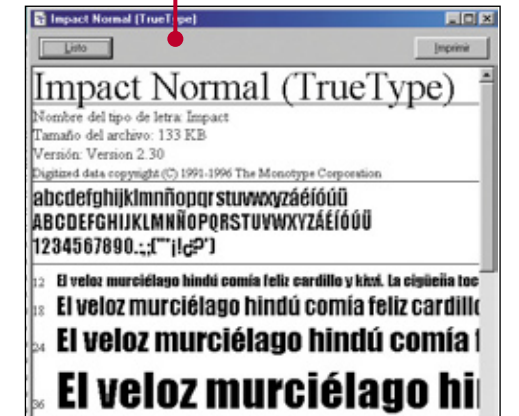 Impact Normal (TrueType)
Listo Imprimir
Impact Normal (TrueType)
Nombre del tipo de letra: Impact
Tamaño del archivo: 133 KB
Versión: Version 2.30
Digitized data copyright (C) 1991-1996 The Monotype Corporation
abcdefghijklmnñopqrstuvwxyzáéíóúü
ABCDEFGHIJKLMNÑOPQRSTUVWXYZÁÉÍÓÚÜ
1234567890.:,;("'¡!¿?')
12 El veloz murciélago hindú comía feliz cardillo y kiwi. La cigüeña toc
18 El veloz murciélago hindú comía feliz cardillo
24 El veloz murciélago hindú comía f
36 El veloz murciélago hi